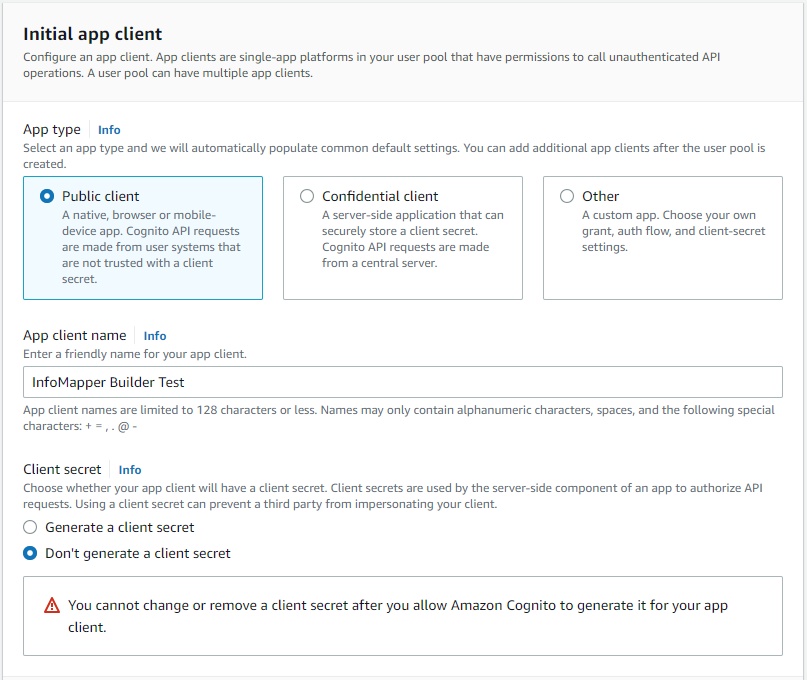 Initial app client
Configure an app client. App clients are single-app platforms in your user pool that have permissions to call unauthenticated API
operations. A user pool can have multiple app clients.
App type Info
Select an app type and we will automatically populate common default settings. You can add additional app clients after the user pool is
created.
Public client
A native, browser or mobile-
device app. Cognito API requests
are made from user systems that
are not trusted with a client
secret.
Confidential client
A server-side application that can
securely store a client secret.
Cognito API requests are made
from a central server.
Other
A custom app. Choose your own
grant, auth flow, and client-secret
settings.
App client name Info
Enter a friendly name for your app client.
InfoMapper Builder Test
App client names are limited to 128 characters or less. Names may only contain alphanumeric characters, spaces, and the following special
characters: + = , . @ -
Client secret Info
Choose whether your app client will have a client secret. Client secrets are used by the server-side component of an app to authorize API
requests. Using a client secret can prevent a third party from impersonating your client.
Generate a client secret
Don't generate a client secret
You cannot change or remove a client secret after you allow Amazon Cognito to generate it for your app
client.